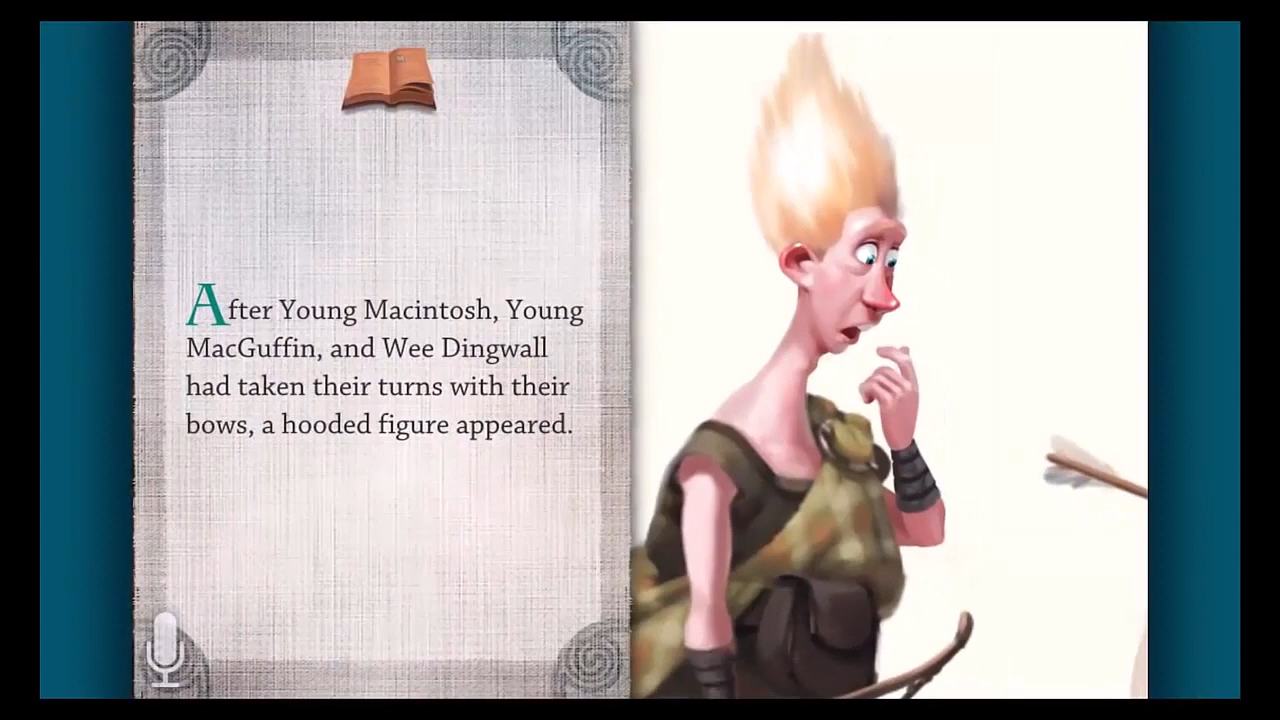 After Young Macintosh, Young
MacGuffin, and Wee Dingwall
had taken their turns with their
bows, a hooded figure appeared.